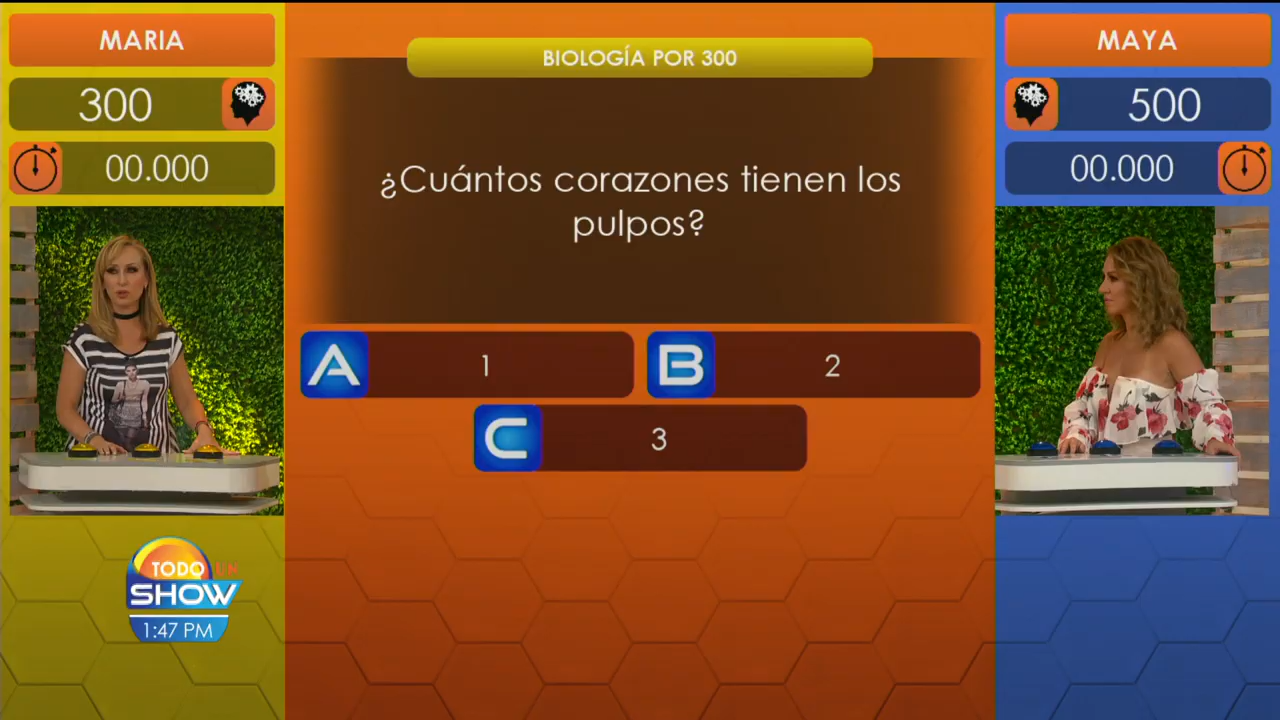 MARIA
300
00.000
BIOLOGÍA POR 300
¿Cuántos corazones tienen los
pulpos?
A 1
B 2
C 3
MAYA
500
00.000
TODO UN
SHOW
1:47 PM